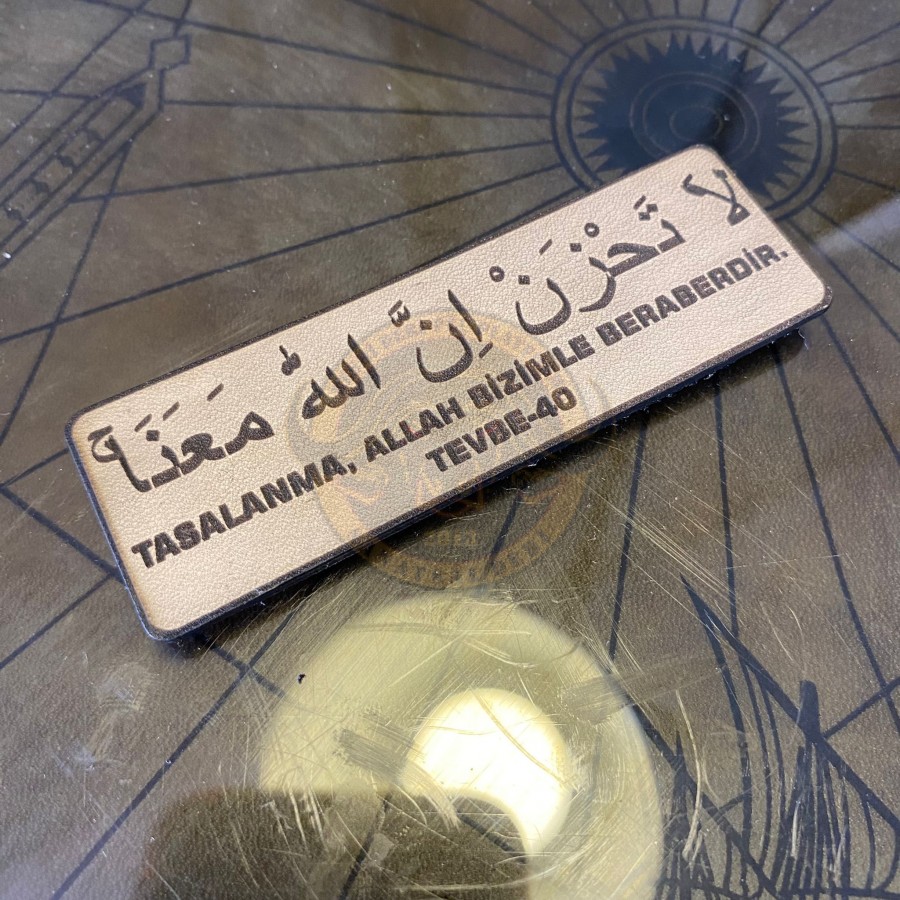 لَا تَحْزَنْ اِنَّ اللّٰهَ مَعَنَاۚ
TASALANMA, ALLAH BİZİMLE BERABERDİR.
TEVBE-40